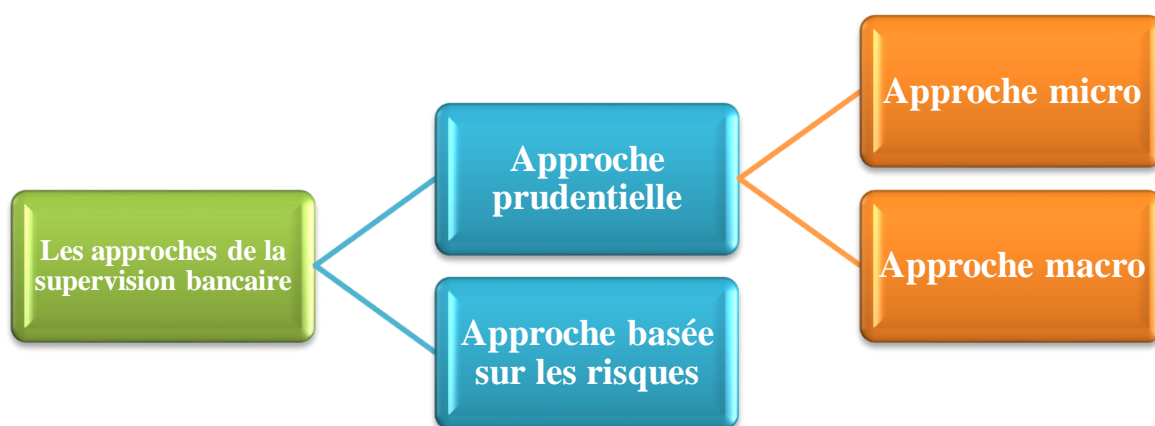 Les approches de la
supervision bancaire
Approche
prudentielle
Approche basée
sur les risques
Approche micro
Approche macro